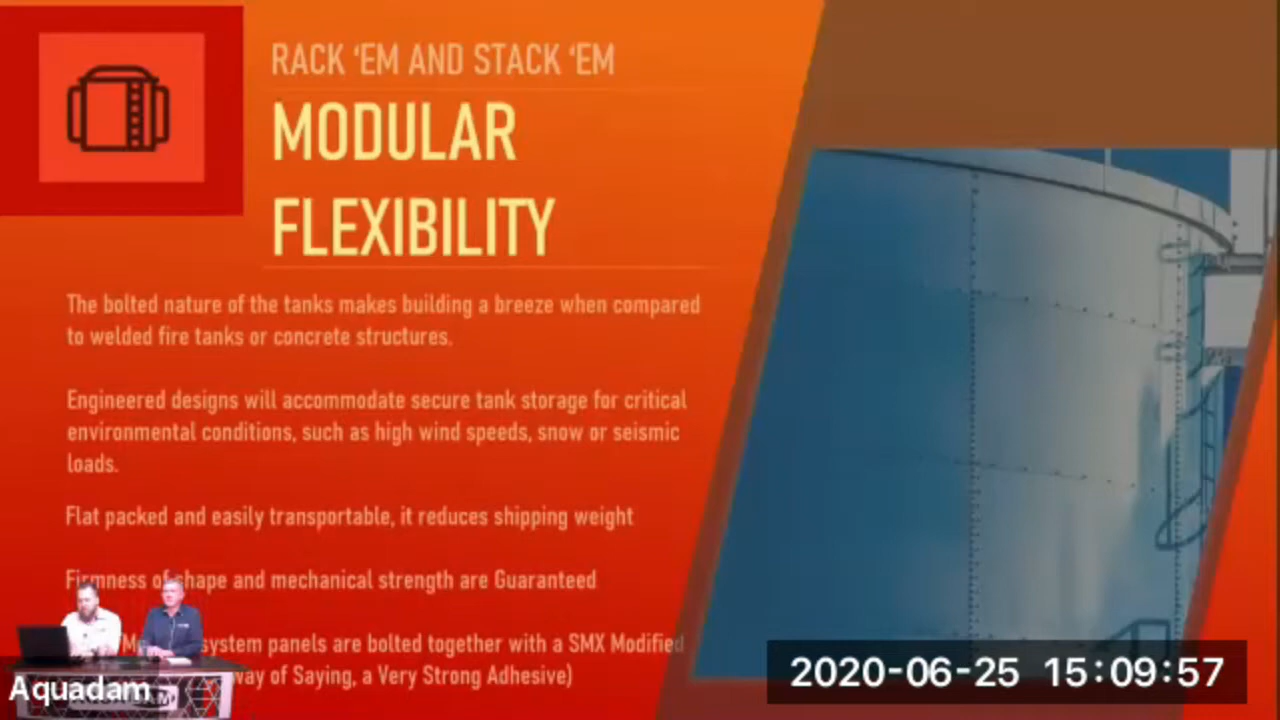 RACK ‘EM AND STACK ‘EM
MODULAR
FLEXIBILITY
The bolted nature of the tanks makes building a breeze when compared
to welded fire tanks or concrete structures.
Engineered designs will accommodate secure tank storage for critical
environmental conditions, such as high wind speeds, snow or seismic
loads.
Flat packed and easily transportable, it reduces shipping weight
Firmness of shape and mechanical strength are Guaranteed
system panels are bolted together with a SMX Modified
way of Saying, a Very Strong Adhesive)
Aquadam
2020-06-25 15:09:57